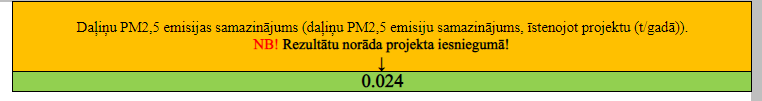 Daļiņu PM2,5 emisijas samazinājums (daļiņu PM2,5 emisiju samazinājums, īstenojot projektu (t/gadā)).
NB! Rezultātu norāda projekta iesniegumā!
↓
0.024